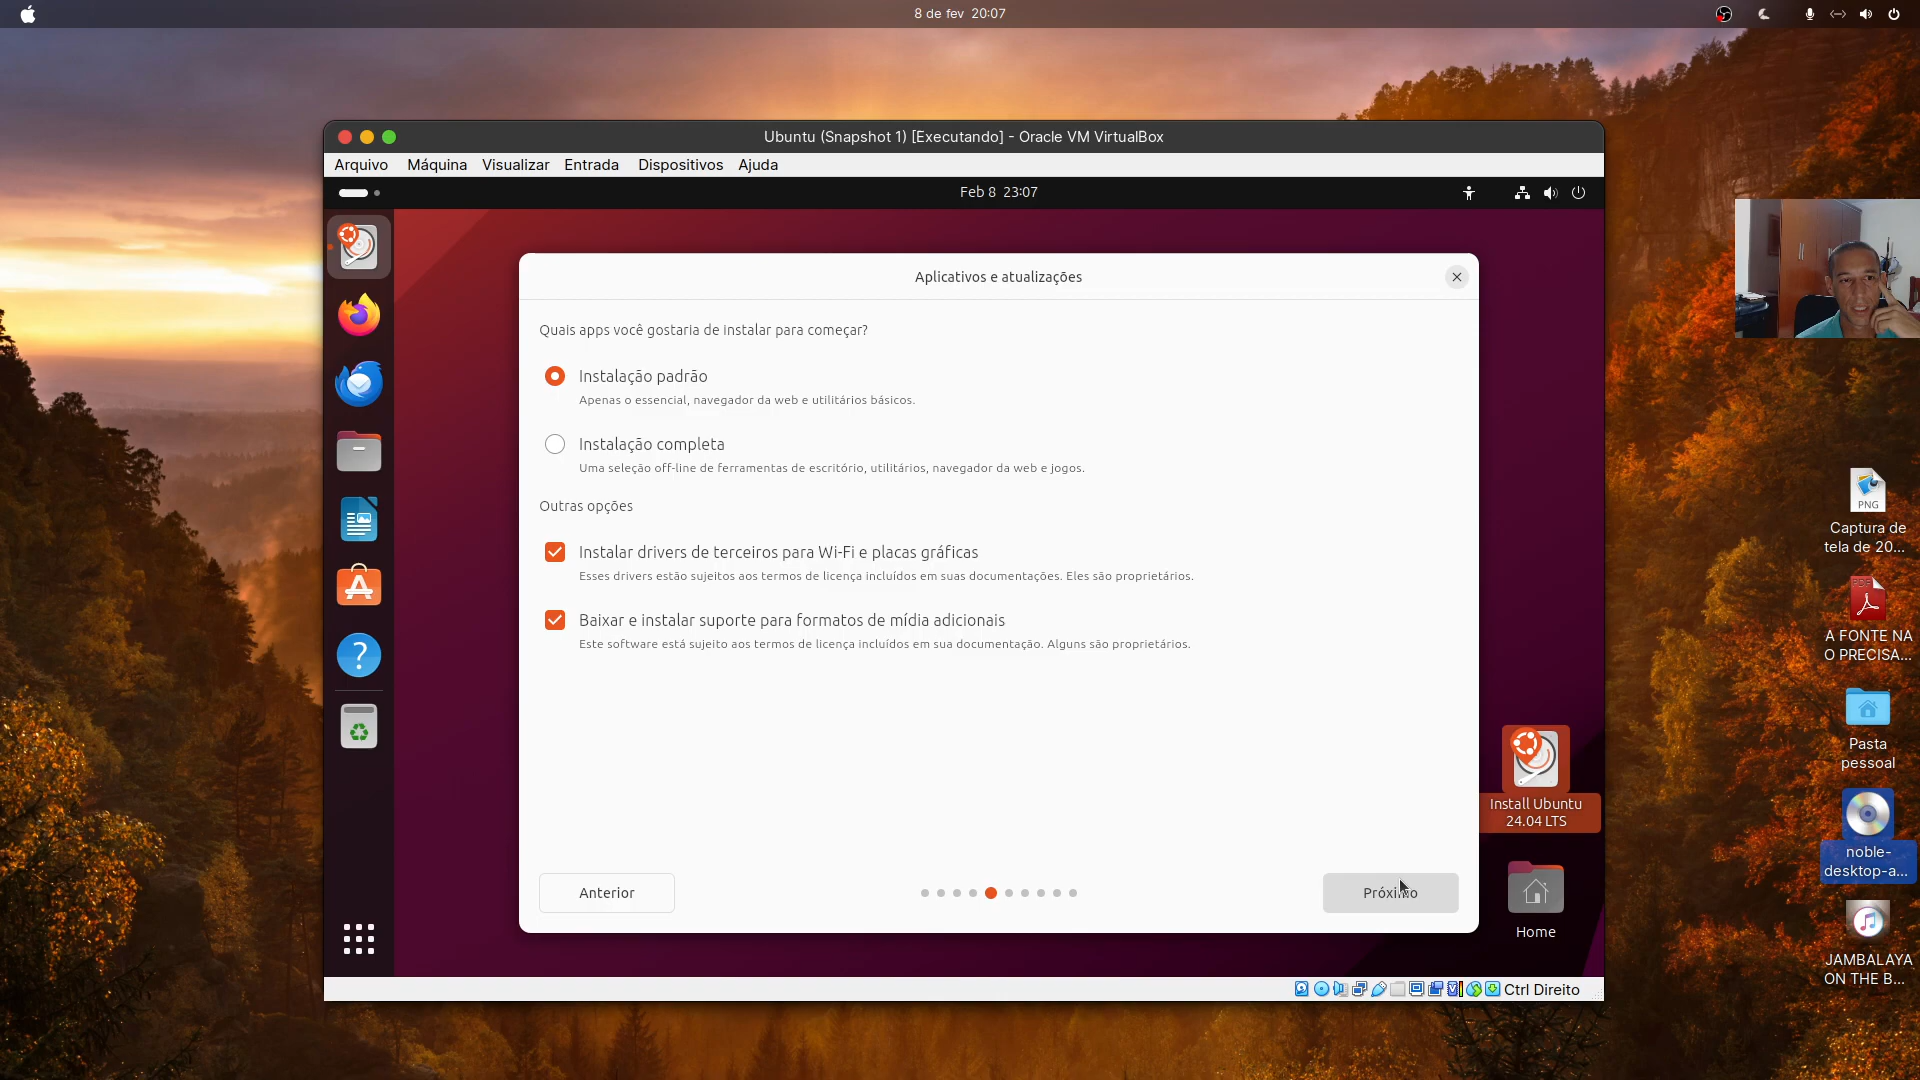 8 de fev 20:07
Ubuntu (Snapshot 1) [Executando] - Oracle VM VirtualBox
Arquivo Máquina Visualizar Entrada Dispositivos Ajuda
Feb 8 23:07
Aplicativos e atualizações
Quais apps você gostaria de instalar para começar?
Instalação padrão
Apenas o essencial, navegador da web e utilitários básicos.
Instalação completa
Uma seleção off-line de ferramentas de escritório, utilitários, navegador da web e jogos.
Outras opções
Instalar drivers de terceiros para Wi-Fi e placas gráficas
Esses drivers estão sujeitos aos termos de licença incluídos em suas documentações. Eles são proprietários.
Baixar e instalar suporte para formatos de mídia adicionais
Este software está sujeito aos termos de licença incluídos em sua documentação. Alguns são proprietários.
Anterior
Próximo
Install Ubuntu
24.04 LTS
Home
Ctrl Direito
PNG
Captura de
tela de 20...
PDF
A FONTE NA
O PRECISA...
Pasta
pessoal
noble-
desktop-a...
JAMBALAYA
ON THE B...